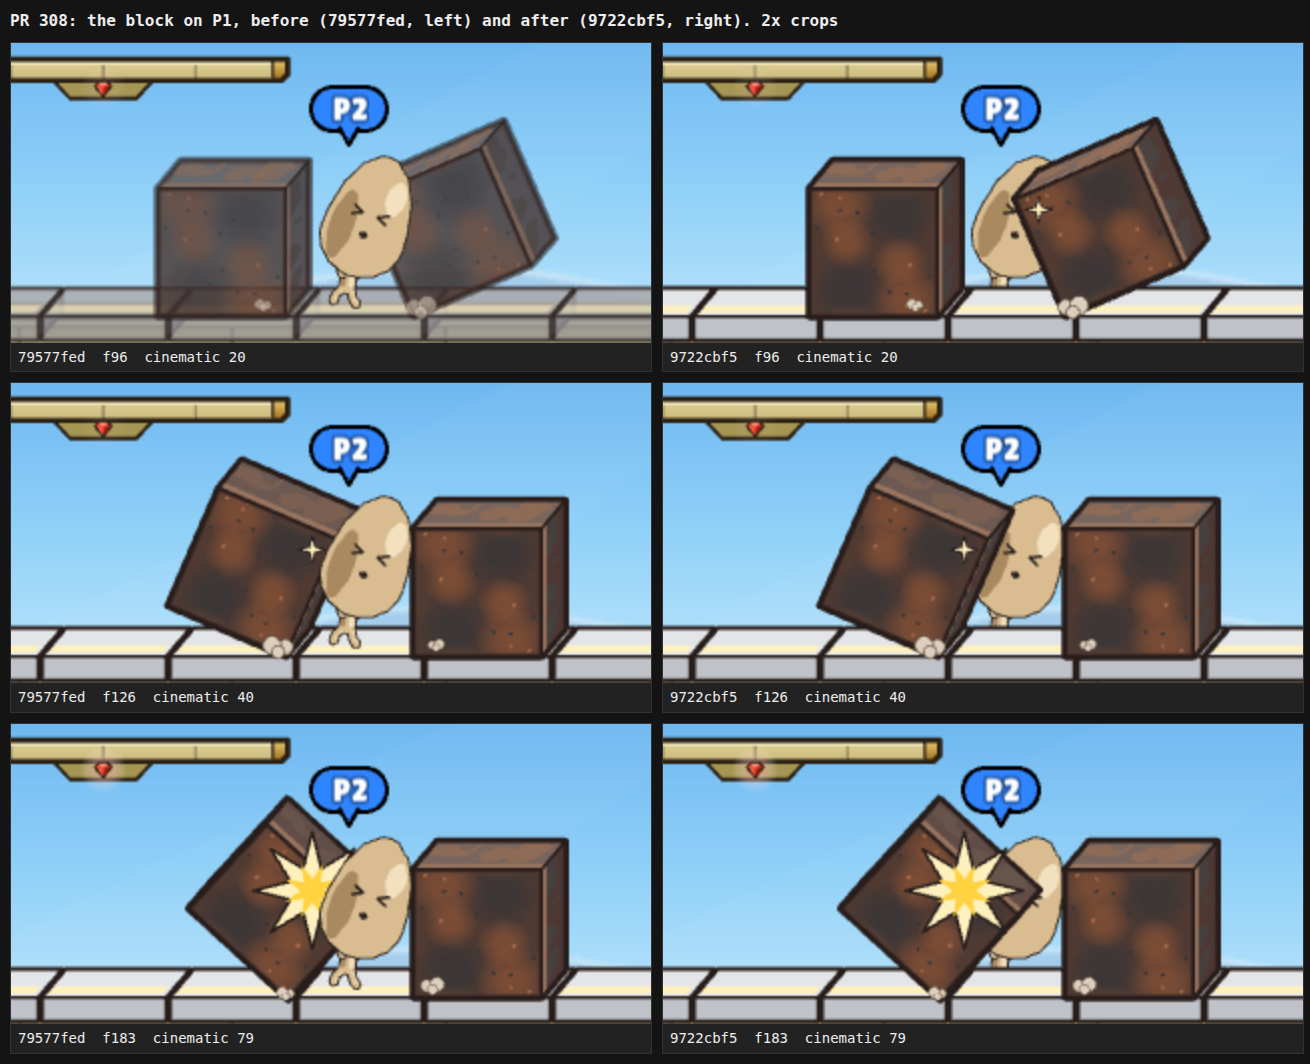 PR 308: the block on P1, before (79577fed, left) and after (9722cbf5, right). 2x crops
P2
P2
79577fed f96 cinematic 20
9722cbf5 f96 cinematic 20
P2
P2
79577fed f126 cinematic 40
9722cbf5 f126 cinematic 40
P2
P2
79577fed f183 cinematic 79
9722cbf5 f183 cinematic 79